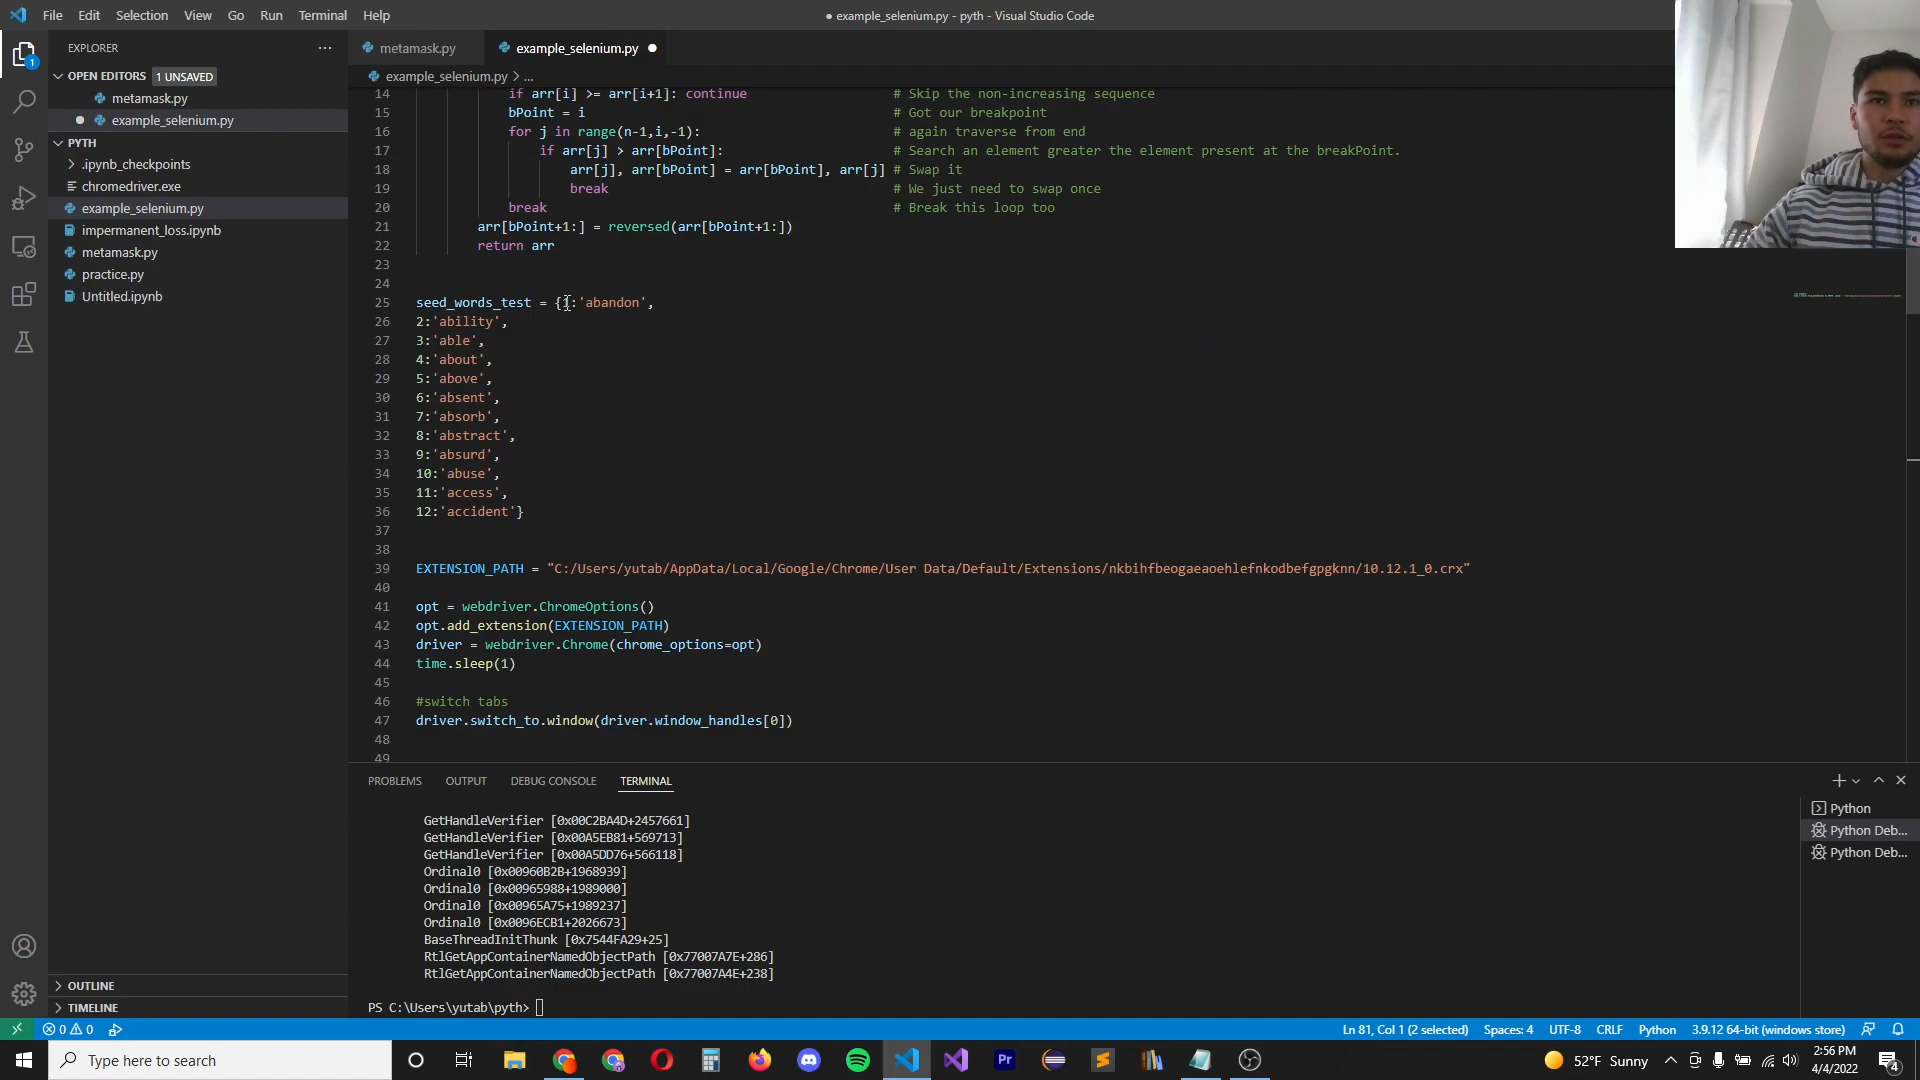 File Edit Selection View Go Run Terminal Help
● example_selenium.py - pyth - Visual Studio Code
EXPLORER
OPEN EDITORS 1 UNSAVED
metamask.py
example_selenium.py
PYTH
.ipynb_checkpoints
chromedriver.exe
example_selenium.py
impermanent_loss.ipynb
metamask.py
practice.py
Untitled.ipynb
OUTLINE
TIMELINE
metamask.py example_selenium.py
example_selenium.py > ...
14 if arr[i] >= arr[i+1]: continue # Skip the non-increasing sequence
15 bPoint = i # Got our breakpoint
16 for j in range(n-1,i,-1): # again traverse from end
17 if arr[j] > arr[bPoint]: # Search an element greater the element present at the breakPoint.
18 arr[j], arr[bPoint] = arr[bPoint], arr[j] # Swap it
19 break # We just need to swap once
20 break # Break this loop too
21 arr[bPoint+1:] = reversed(arr[bPoint+1:])
22 return arr
23
24
25 seed_words_test = {1:'abandon',
26 2:'ability',
27 3:'able',
28 4:'about',
29 5:'above',
30 6:'absent',
31 7:'absorb',
32 8:'abstract',
33 9:'absurd',
34 10:'abuse',
35 11:'access',
36 12:'accident'}
37
38
39 EXTENSION_PATH = "C:/Users/yutab/AppData/Local/Google/Chrome/User Data/Default/Extensions/nkbihfbeogaeaoehlefnkodbefgpgknn/10.12.1_0.crx"
40
41 opt = webdriver.ChromeOptions()
42 opt.add_extension(EXTENSION_PATH)
43 driver = webdriver.Chrome(chrome_options=opt)
44 time.sleep(1)
45
46 #switch tabs
47 driver.switch_to.window(driver.window_handles[0])
48
49
PROBLEMS OUTPUT DEBUG CONSOLE TERMINAL
GetHandleVerifier [0x00C2BA4D+2457661]
GetHandleVerifier [0x00A5EB81+569713]
GetHandleVerifier [0x00A5DD76+566118]
Ordinal0 [0x00960B2B+1968939]
Ordinal0 [0x00965988+1989000]
Ordinal0 [0x00965A75+1989237]
Ordinal0 [0x0096ECB1+2026673]
BaseThreadInitThunk [0x7544FA29+25]
RtlGetAppContainerNamedObjectPath [0x77007A7E+286]
RtlGetAppContainerNamedObjectPath [0x77007A4E+238]
PS C:\Users\yutab\pyth>
Python
Python Deb...
Python Deb...
0 0 Ln 81, Col 1 (2 selected) Spaces: 4 UTF-8 CRLF Python 3.9.12 64-bit (windows store)
Type here to search
52°F Sunny
2:56 PM
4/4/2022
4